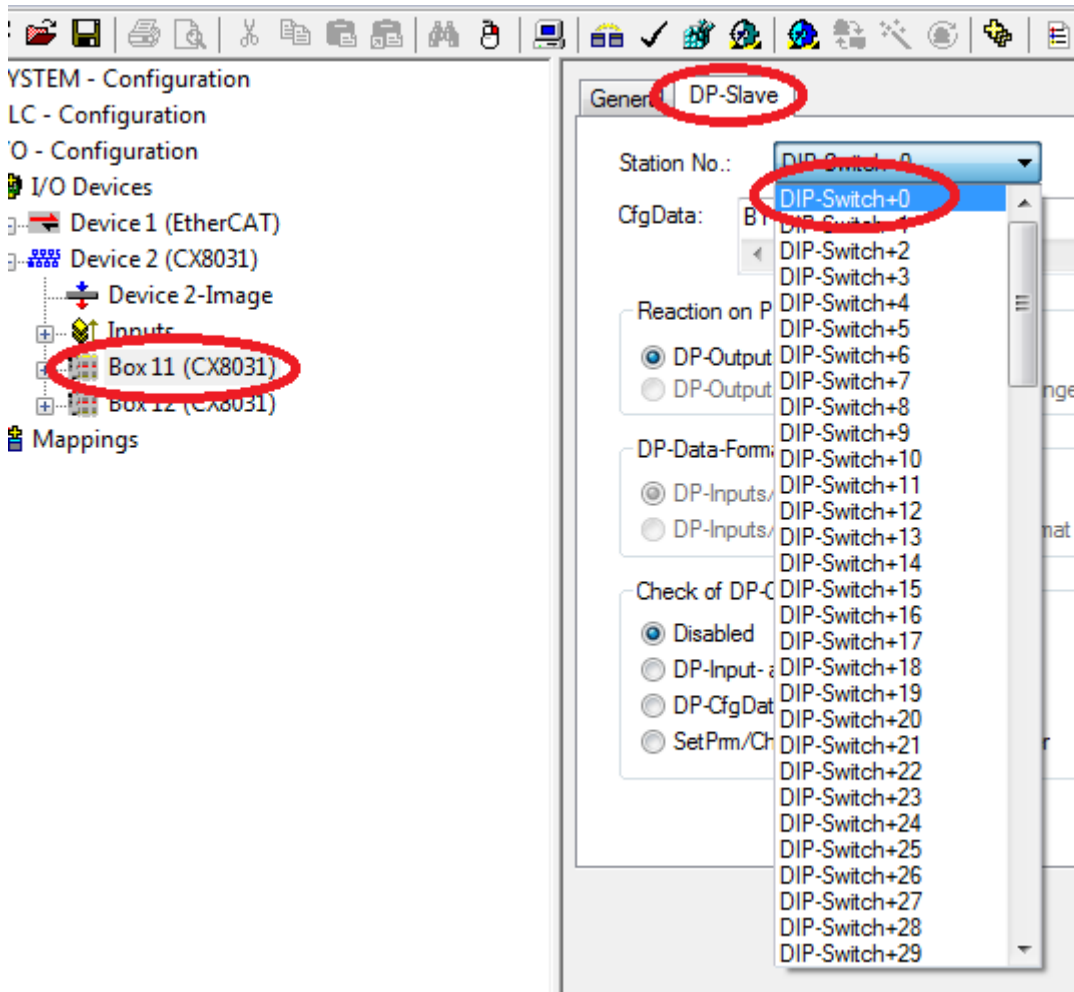 YSTEM - Configuration
LC - Configuration
O - Configuration
I/O Devices
Device 1 (EtherCAT)
Device 2 (CX8031)
Device 2-Image
Inputs
Box 11 (CX8031)
Box 12 (CX8031)
Mappings
General DP-Slave
Station No.: DIP-Switch+0
CfgData: BY
DIP-Switch+0
DIP-Switch+1
DIP-Switch+2
DIP-Switch+3
DIP-Switch+4
DIP-Switch+5
DIP-Switch+6
DIP-Switch+7
DIP-Switch+8
DIP-Switch+9
DIP-Switch+10
DIP-Switch+11
DIP-Switch+12
DIP-Switch+13
DIP-Switch+14
DIP-Switch+15
DIP-Switch+16
DIP-Switch+17
DIP-Switch+18
DIP-Switch+19
DIP-Switch+20
DIP-Switch+21
DIP-Switch+22
DIP-Switch+23
DIP-Switch+24
DIP-Switch+25
DIP-Switch+26
DIP-Switch+27
DIP-Switch+28
DIP-Switch+29
Reaction on P
DP-Output
DP-Output nge
DP-Data-Forma
DP-Inputs/
DP-Inputs/ mat
Check of DP-C
Disabled
DP-Input- a
DP-CfgDat
SetPrm/Ch r